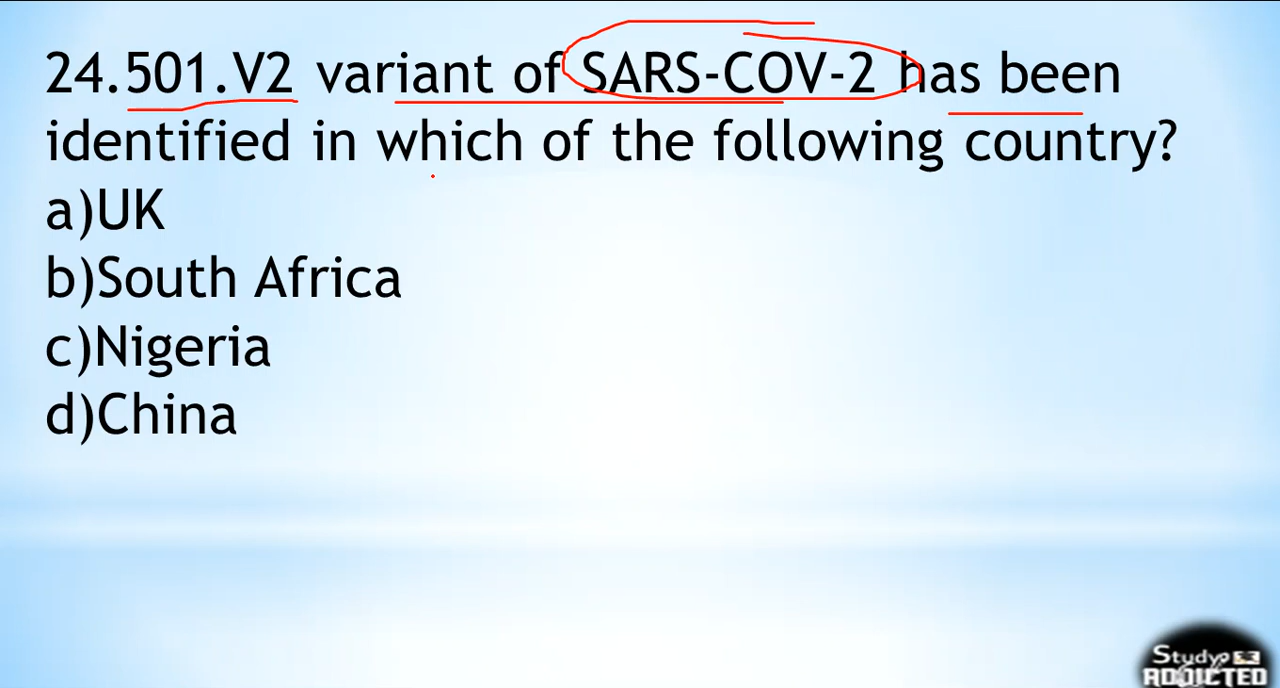 24.501.V2 variant of SARS-COV-2 has been
identified in which of the following country?
a)UK
b)South Africa
c)Nigeria
d)China
Study
ADDICTED